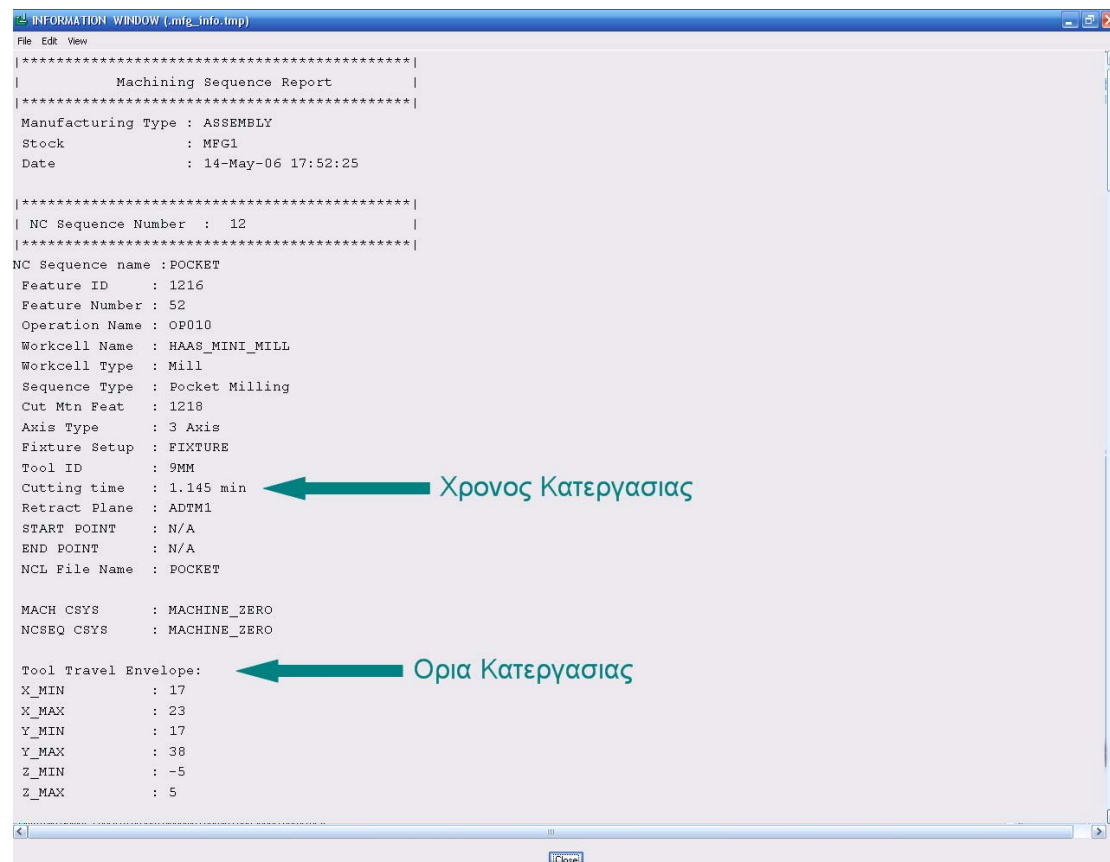 INFORMATION WINDOW (.mfg_info.tmp)
File Edit View
|*********************************************|
| Machining Sequence Report |
|*********************************************|
Manufacturing Type : ASSEMBLY
Stock : MFG1
Date : 14-May-06 17:52:25
|*********************************************|
| NC Sequence Number : 12 |
|*********************************************|
NC Sequence name :POCKET
Feature ID : 1216
Feature Number : 52
Operation Name : OP010
Workcell Name : HAAS_MINI_MILL
Workcell Type : Mill
Sequence Type : Pocket Milling
Cut Mtn Feat : 1218
Axis Type : 3 Axis
Fixture Setup : FIXTURE
Tool ID : 9MM
Cutting time : 1.145 min Χρονος Κατεργασιας
Retract Plane : ADTM1
START POINT : N/A
END POINT : N/A
NCL File Name : POCKET
MACH CSYS : MACHINE_ZERO
NCSEQ CSYS : MACHINE_ZERO
Tool Travel Envelope: Ορια Κατεργασιας
X_MIN : 17
X_MAX : 23
Y_MIN : 17
Y_MAX : 38
Z_MIN : -5
Z_MAX : 5
Close